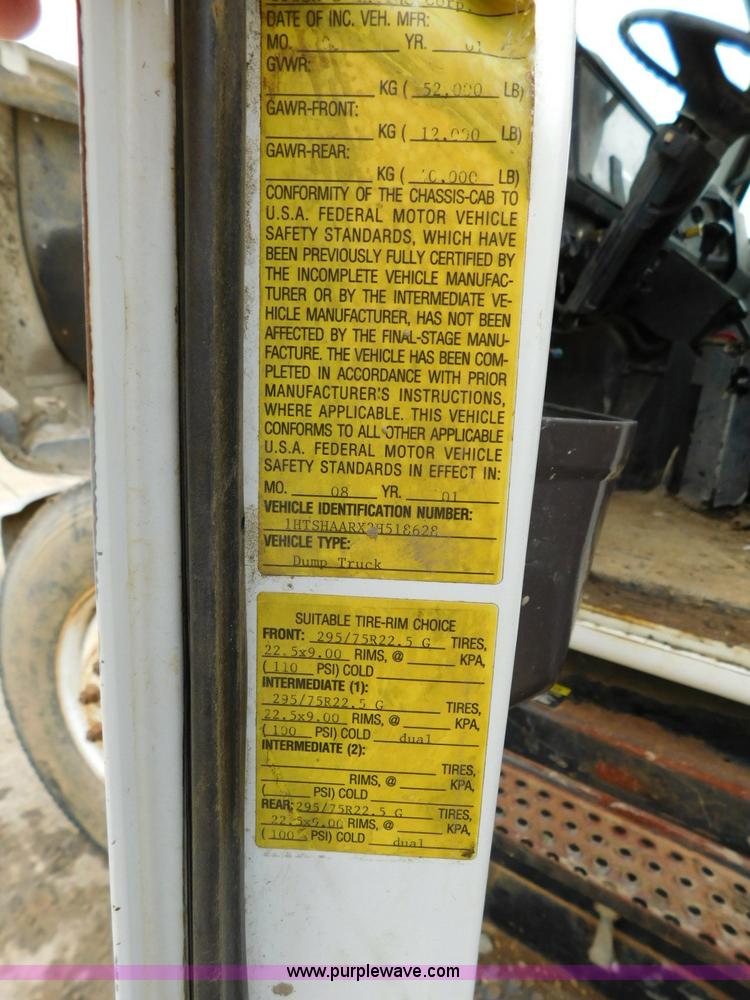 DATE OF INC. VEH. MFR:
MO. YR. 01
GVWR:
KG ( 52,000 LB)
GAWR-FRONT:
KG ( 12,000 LB)
GAWR-REAR:
KG ( LB)
CONFORMITY OF THE CHASSIS-CAB TO
U.S.A. FEDERAL MOTOR VEHICLE
SAFETY STANDARDS, WHICH HAVE
BEEN PREVIOUSLY FULLY CERTIFIED BY
THE INCOMPLETE VEHICLE MANUFAC-
TURER OR BY THE INTERMEDIATE VE-
HICLE MANUFACTURER, HAS NOT BEEN
AFFECTED BY THE FINAL-STAGE MANU-
FACTURE. THE VEHICLE HAS BEEN COM-
PLETED IN ACCORDANCE WITH PRIOR
MANUFACTURER'S INSTRUCTIONS,
WHERE APPLICABLE. THIS VEHICLE
CONFORMS TO ALL OTHER APPLICABLE
U.S.A. FEDERAL MOTOR VEHICLE
SAFETY STANDARDS IN EFFECT IN:
MO. 08 YR. 01
VEHICLE IDENTIFICATION NUMBER:
1HTSHAARX2H518628
VEHICLE TYPE:
Dump Truck
SUITABLE TIRE-RIM CHOICE
FRONT: 295/75R22.5 G TIRES,
22.5x9.00 RIMS, @ KPA,
( 110 PSI) COLD
INTERMEDIATE (1):
295/75R22.5 G TIRES,
22.5x9.00 RIMS, @ KPA,
( 100 PSI) COLD dual
INTERMEDIATE (2):
TIRES,
RIMS, @ KPA,
( PSI) COLD
REAR: 295/75R22.5 G TIRES,
22.5x9.00 RIMS, @ KPA,
( 100 PSI) COLD dual
www.purplewave.com